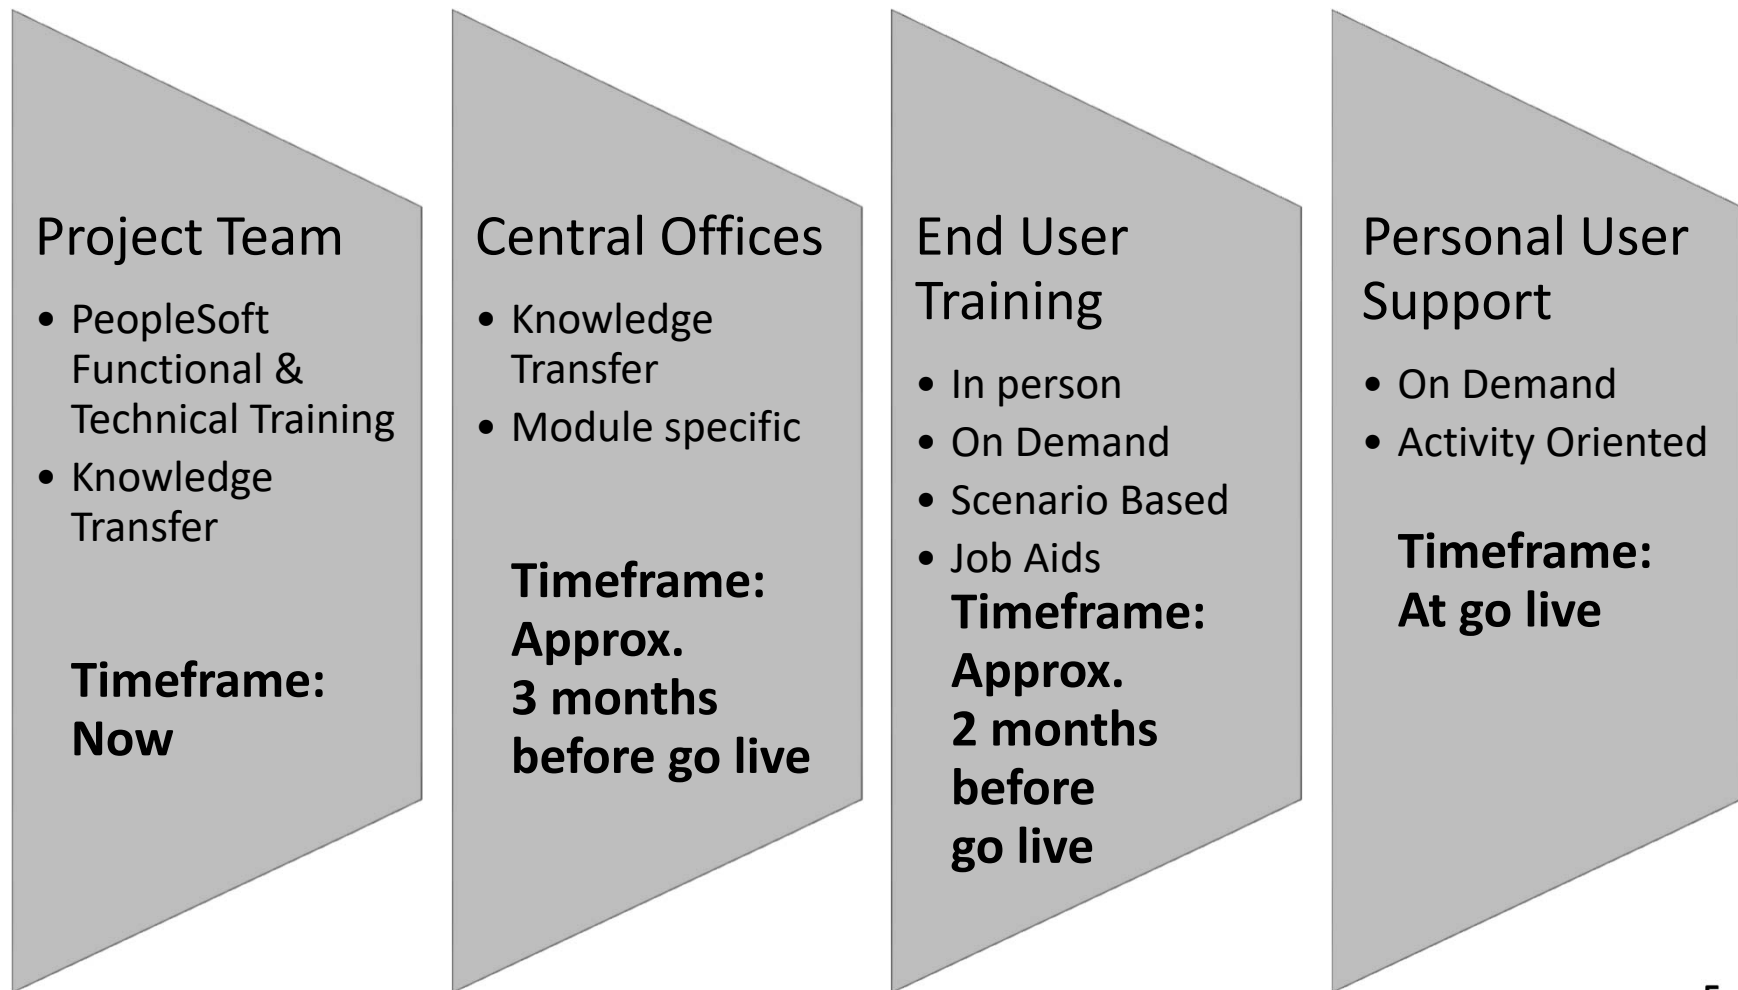 Project Team
• PeopleSoft
Functional &
Technical Training
• Knowledge
Transfer
Timeframe:
Now
Central Offices
• Knowledge
Transfer
• Module specific
Timeframe:
Approx.
3 months
before go live
End User
Training
• In person
• On Demand
• Scenario Based
• Job Aids
Timeframe:
Approx.
2 months
before
go live
Personal User
Support
• On Demand
• Activity Oriented
Timeframe:
At go live